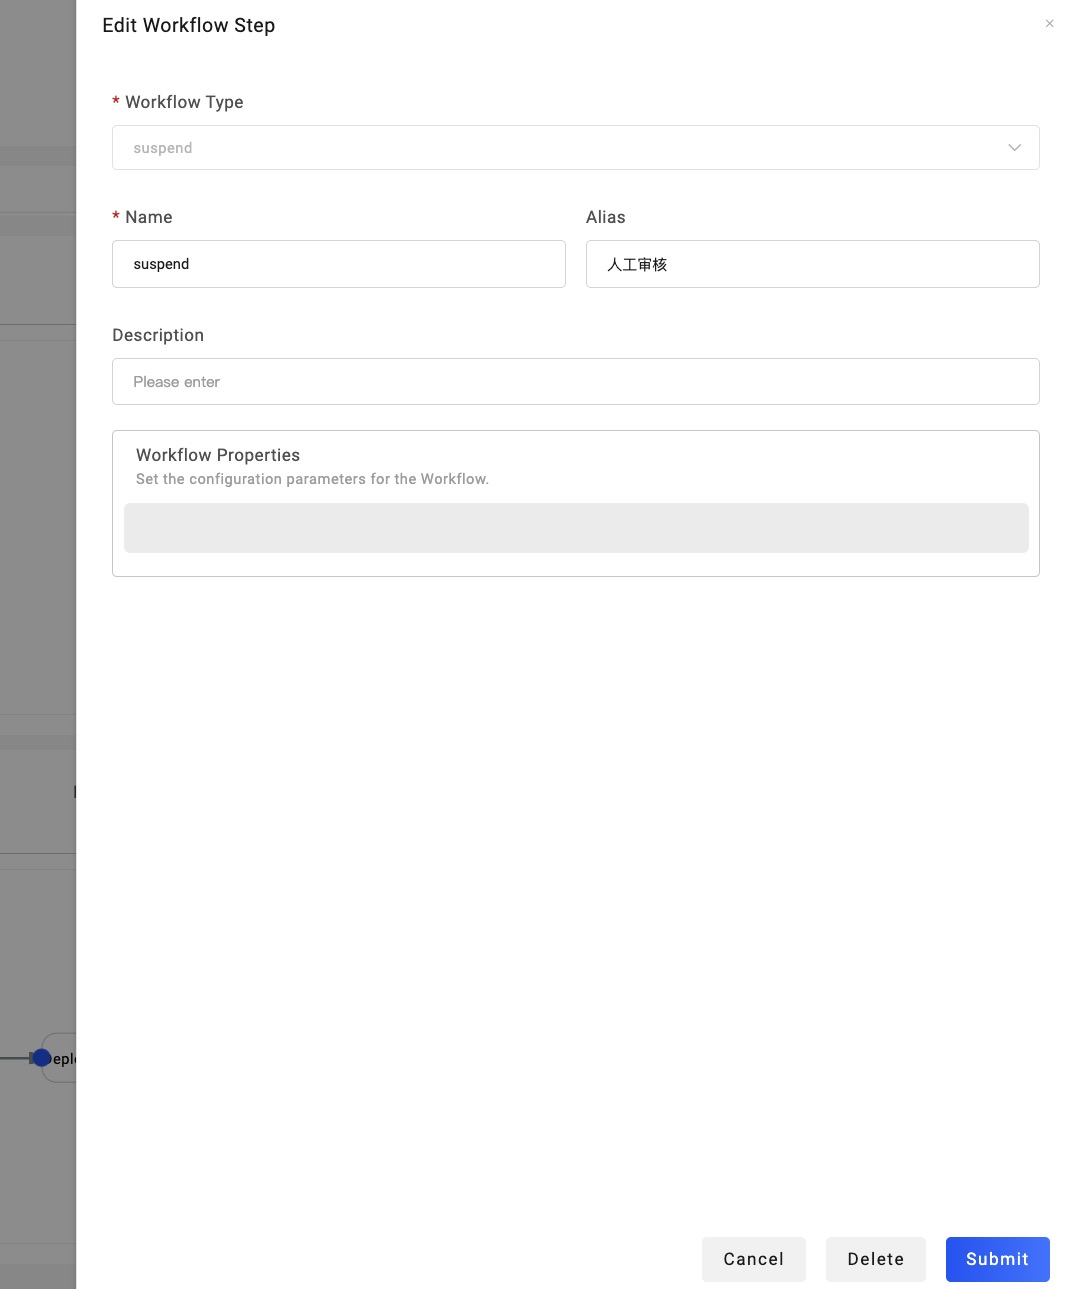 Edit Workflow Step
×
* Workflow Type
suspend
* Name
Alias
suspend
人工审核
Description
Please enter
Workflow Properties
Set the configuration parameters for the Workflow.
Cancel
Delete
Submit